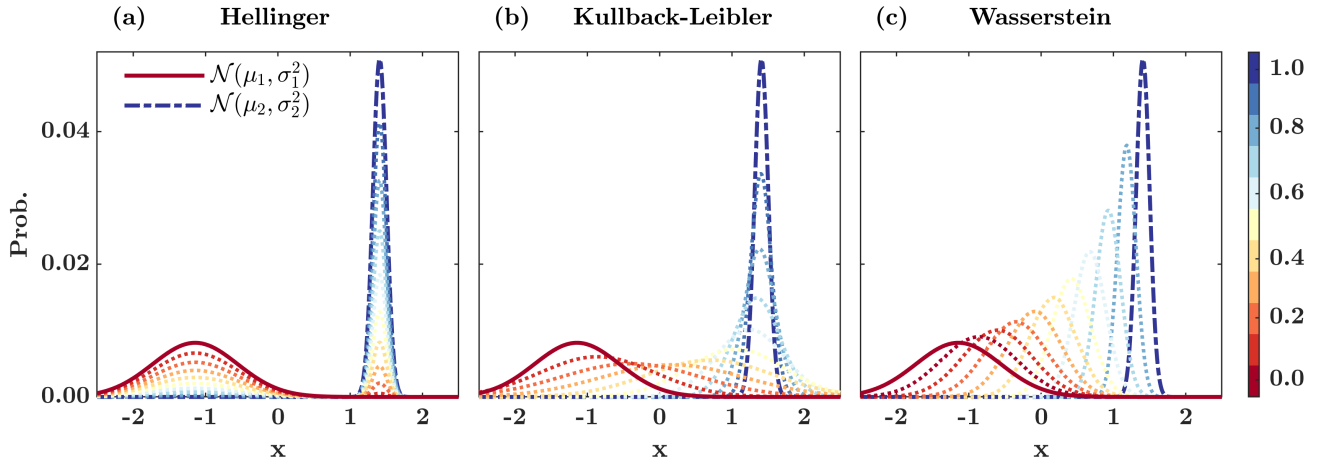 (a) Hellinger
(b) Kullback-Leibler
(c) Wasserstein
𝒩(μ₁, σ₁²)
𝒩(μ₂, σ₂²)
Prob.
0.04
0.02
0.00
-2 -1 0 1 2
x
-2 -1 0 1 2
x
-2 -1 0 1 2
x
1.0
0.8
0.6
0.4
0.2
0.0